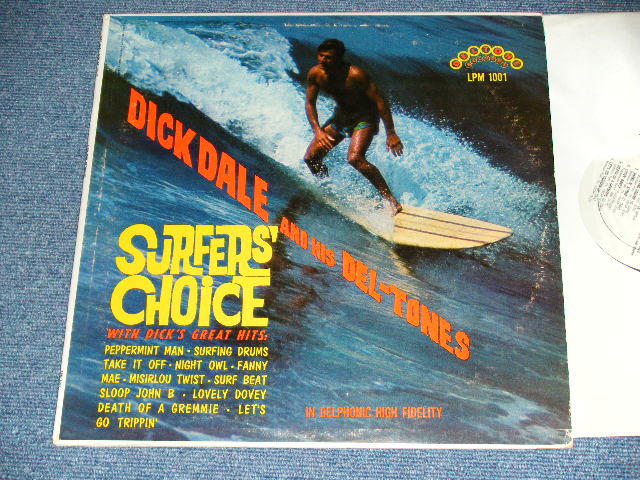 DELTONE
RECORDS
LPM 1001
DICK DALE
AND HIS DEL-TONES
SURFERS'
CHOICE
WITH DICK'S GREAT HITS:
PEPPERMINT MAN · SURFING DRUMS
TAKE IT OFF · NIGHT OWL · FANNY
MAE · MISIRLOU TWIST · SURF BEAT
SLOOP JOHN B · LOVELY DOVEY
DEATH OF A GREMMIE · LET'S
GO TRIPPIN'
IN DELPHONIC HIGH FIDELITY